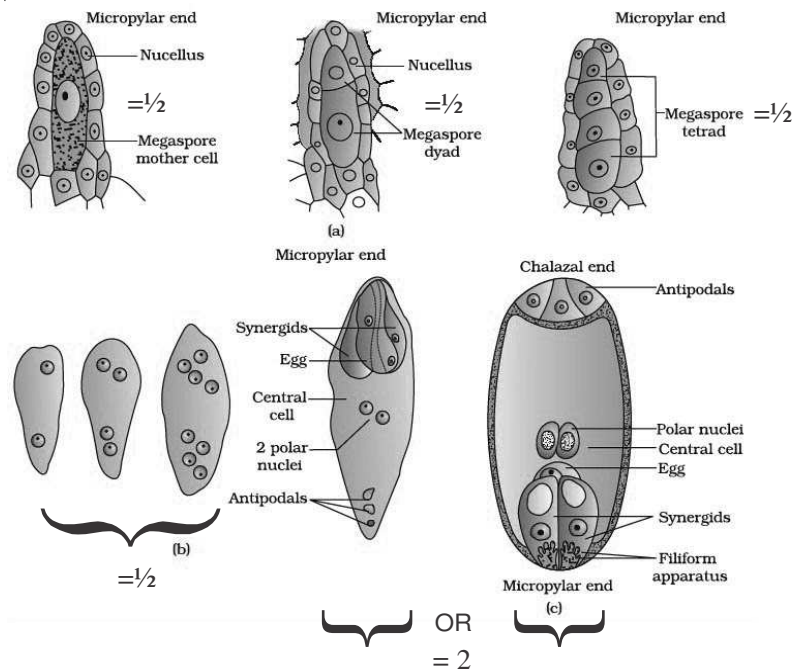 Micropylar end
Nucellus
=½
Megaspore
mother cell
Micropylar end
Nucellus
=½
Megaspore
dyad
(a)
Micropylar end
Megaspore
tetrad
=½
(b)
=½
Micropylar end
Synergids
Egg
Central
cell
2 polar
nuclei
Antipodals
Chalazal end
Antipodals
Polar nuclei
Central cell
Egg
Synergids
Filiform
apparatus
Micropylar end
(c)
OR
= 2